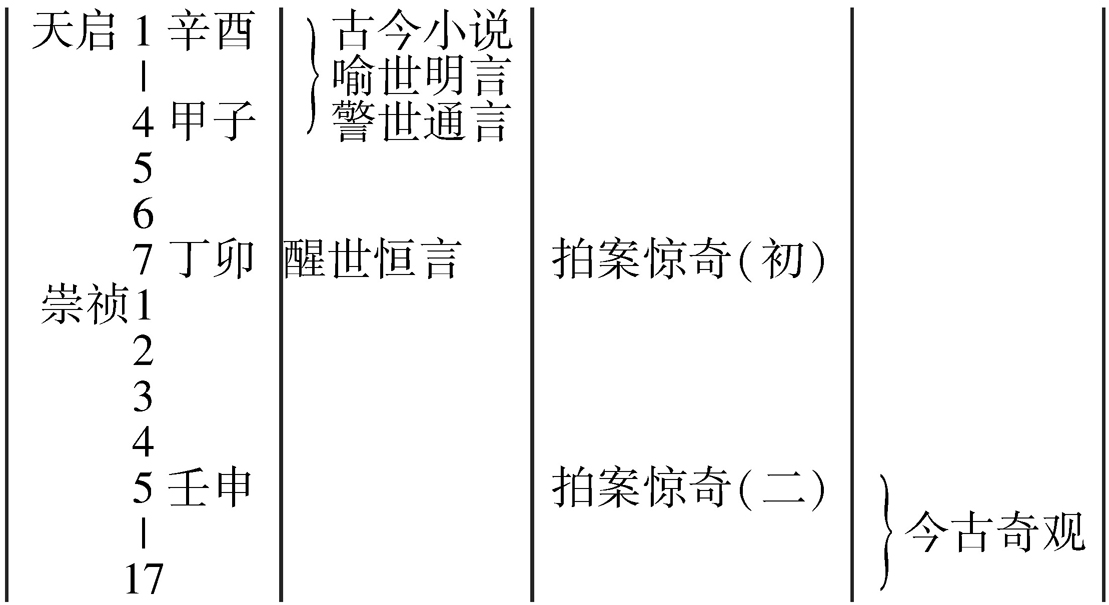 天启 1 辛酉 古今小说
| 喻世明言
4 甲子 警世通言
5
6
7 丁卯 醒世恒言 拍案惊奇(初)
崇祯1
2
3
4
5 壬申 拍案惊奇(二)
| 今古奇观
17